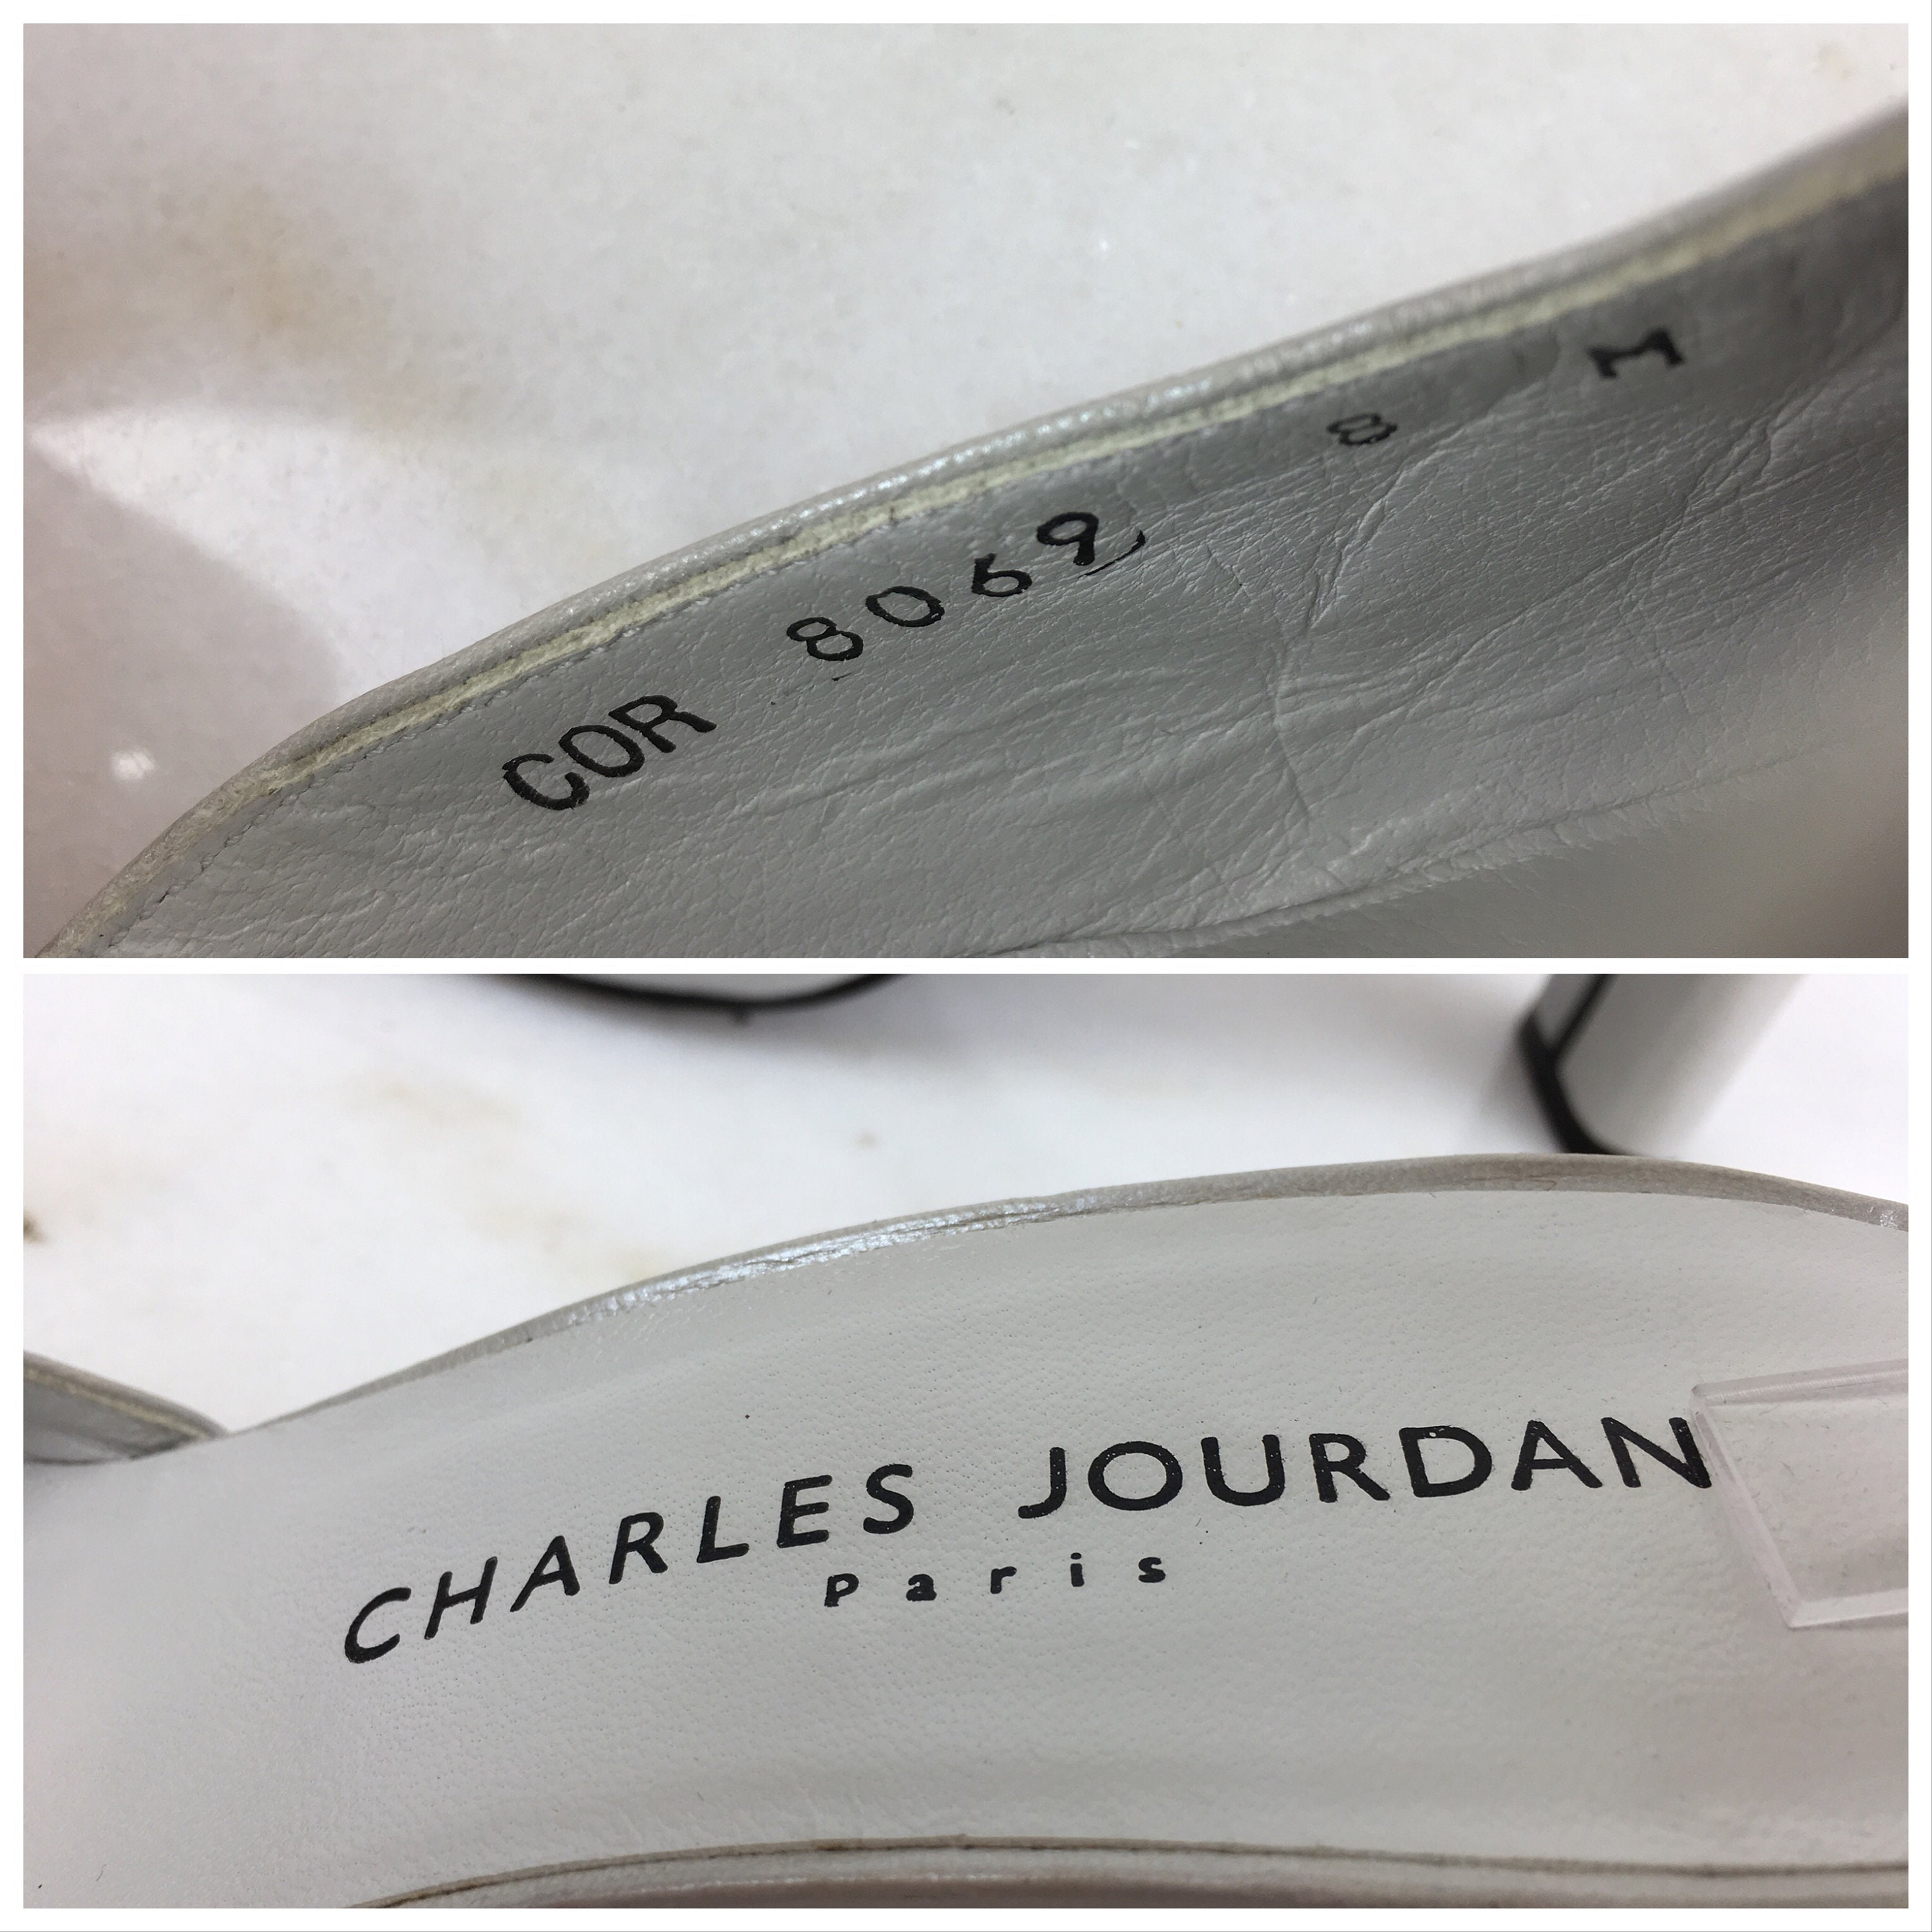 COR 8069 8 M
CHARLES JOURDAN
Paris